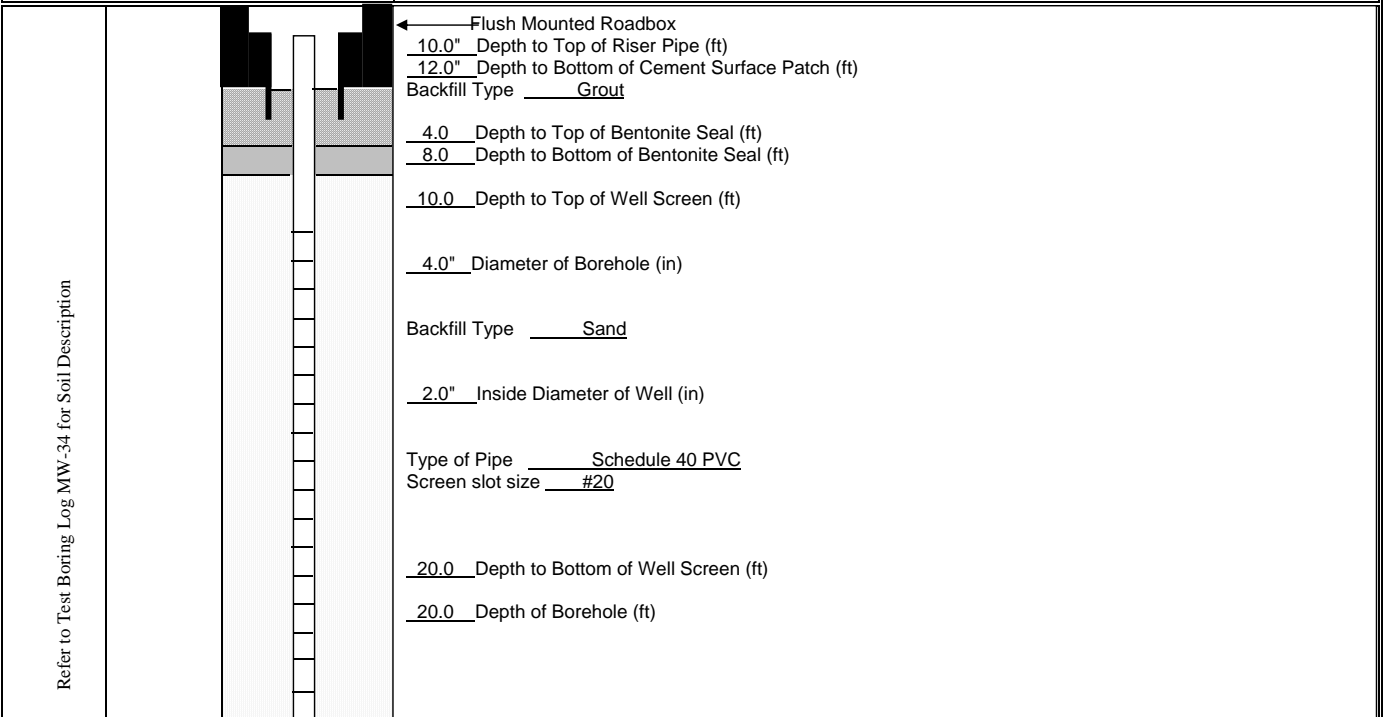 Flush Mounted Roadbox
10.0" Depth to Top of Riser Pipe (ft)
12.0" Depth to Bottom of Cement Surface Patch (ft)
Backfill Type Grout
4.0 Depth to Top of Bentonite Seal (ft)
8.0 Depth to Bottom of Bentonite Seal (ft)
10.0 Depth to Top of Well Screen (ft)
4.0" Diameter of Borehole (in)
Backfill Type Sand
2.0" Inside Diameter of Well (in)
Type of Pipe Schedule 40 PVC
Screen slot size #20
20.0 Depth to Bottom of Well Screen (ft)
20.0 Depth of Borehole (ft)
Refer to Test Boring Log MW-34 for Soil Description